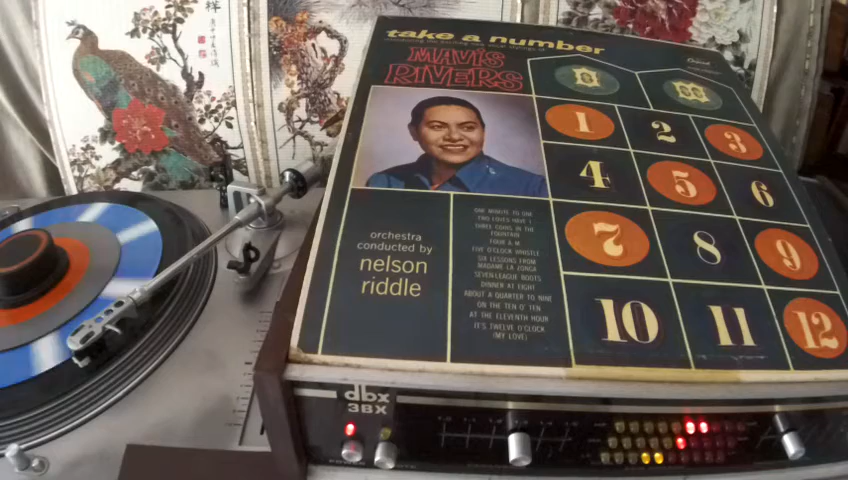 take a number
MAVIS
RIVERS
0
00
1
2
3
4
5
6
7
8
9
10
11
12
orchestra
conducted by
nelson
riddle
ONE MINUTE TO ONE
TWO LOVES HAVE I
THREE COINS IN THE
FOUNTAIN
FOUR A.M.
FIVE O'CLOCK WHISTLE
SIX LESSONS FROM
MADAME LA ZONGA
SEVEN-LEAGUE BOOTS
DINNER AT EIGHT
ABOUT A QUARTER TO NINE
ON THE TEN O' TEN
AT THE ELEVENTH HOUR
IT'S TWELVE O'CLOCK
(MY LOVE)
dbx
3BX
POWER